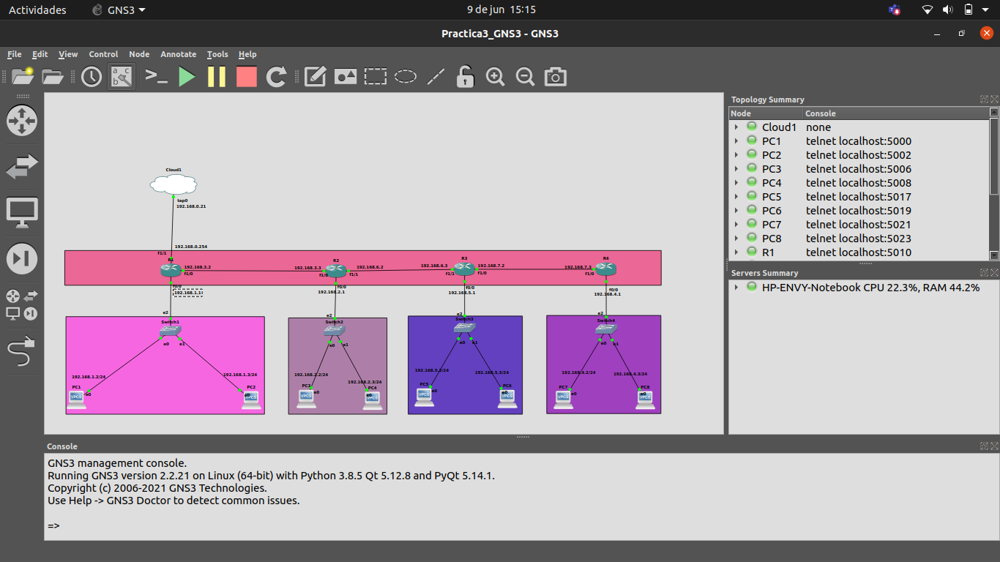 Actividades
GNS3
9 de jun 15:15
Practica3_GNS3 - GNS3
File Edit View Control Node Annotate Tools Help
Topology Summary
Node Console
Cloud1 none
PC1 telnet localhost:5000
PC2 telnet localhost:5002
PC3 telnet localhost:5006
PC4 telnet localhost:5008
PC5 telnet localhost:5017
PC6 telnet localhost:5019
PC7 telnet localhost:5021
PC8 telnet localhost:5023
R1 telnet localhost:5010
Servers Summary
HP-ENVY-Notebook CPU 22.3%, RAM 44.2%
Cloud1
tap0
192.168.0.21
192.168.0.254
f1/1
R1
192.168.3.2
f1/0
f0/0
192.168.1.1
R2
192.168.3.3
f1/0
192.168.6.2
f1/1
f0/0
192.168.2.1
R3
192.168.6.3
f1/1
192.168.7.2
f1/0
f0/0
192.168.5.1
R4
192.168.7.3
f1/0
f0/0
192.168.4.1
e2
Switch1
e0 e1
192.168.1.2/24
192.168.1.3/24
PC1
e0
PC2
e0
e2
Switch2
e0 e1
192.168.2.2/24
192.168.2.3/24
PC3
e0
PC4
e0
e2
Switch3
e0 e1
192.168.5.2/24
192.168.5.3/24
PC5
e0
PC6
e0
e2
Switch4
e0 e1
192.168.4.2/24
192.168.4.3/24
PC7
e0
PC8
e0
VPCS
VPCS
VPCS
VPCS
VPCS
VPCS
VPCS
VPCS
Console
GNS3 management console.
Running GNS3 version 2.2.21 on Linux (64-bit) with Python 3.8.5 Qt 5.12.8 and PyQt 5.14.1.
Copyright (c) 2006-2021 GNS3 Technologies.
Use Help -> GNS3 Doctor to detect common issues.
=>